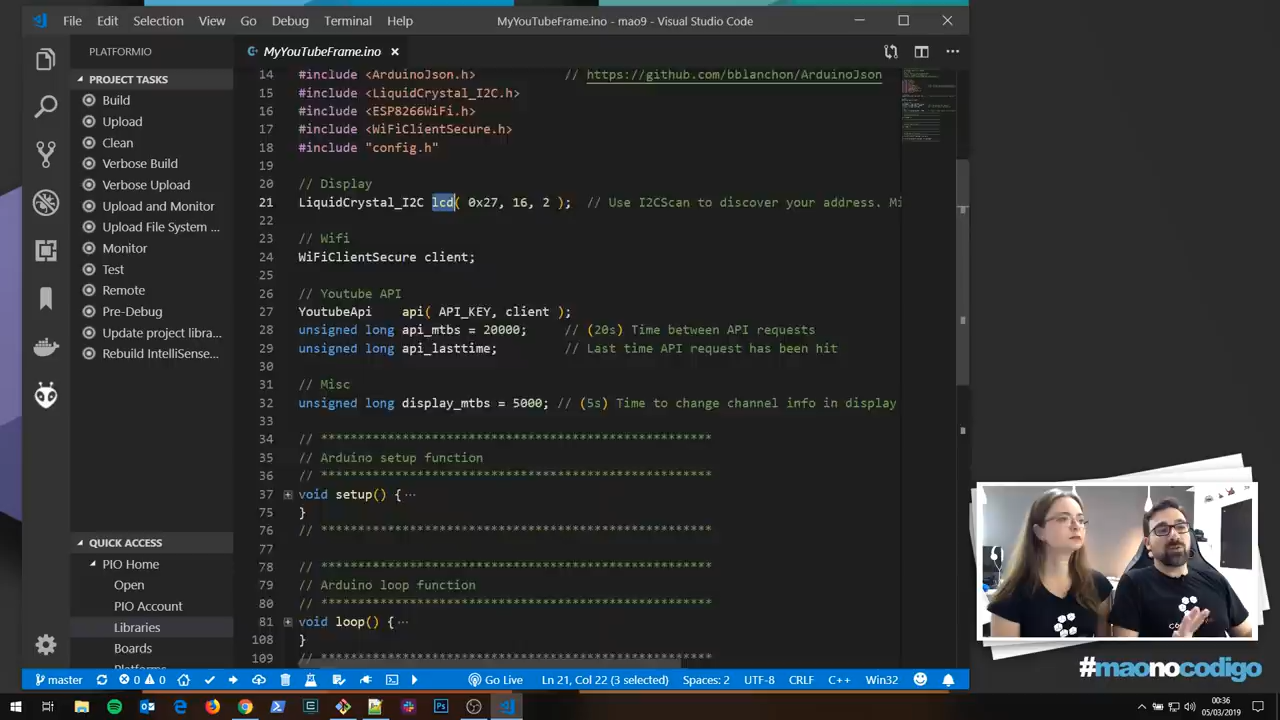 File Edit Selection View Go Debug Terminal Help MyYouTubeFrame.ino - mao9 - Visual Studio Code
PLATFORMIO
MyYouTubeFrame.ino
PROJECT TASKS
Build
Upload
Clean
Verbose Build
Verbose Upload
Upload and Monitor
Upload File System ...
Monitor
Test
Remote
Pre-Debug
Update project libra...
Rebuild IntelliSense...
QUICK ACCESS
PIO Home
Open
PIO Account
Libraries
Boards
14 #include <ArduinoJson.h> // https://github.com/bblanchon/ArduinoJson
15 #include <LiquidCrystal_I2C.h>
16 #include <ESP8266WiFi.h>
17 #include <WiFiClientSecure.h>
18 #include "config.h"
19
20 // Display
21 LiquidCrystal_I2C lcd( 0x27, 16, 2 ); // Use I2CScan to discover your address. Mi
22
23 // Wifi
24 WiFiClientSecure client;
25
26 // Youtube API
27 YoutubeApi api( API_KEY, client );
28 unsigned long api_mtbs = 20000; // (20s) Time between API requests
29 unsigned long api_lasttime; // Last time API request has been hit
30
31 // Misc
32 unsigned long display_mtbs = 5000; // (5s) Time to change channel info in display
33
34 // *****************************************************
35 // Arduino setup function
36 // *****************************************************
37 void setup() { ...
75 }
76 // *****************************************************
77
78 // *****************************************************
79 // Arduino loop function
80 // *****************************************************
81 void loop() { ...
108 }
109 // *****************************************************
#maonocodigo
master 0 0 Go Live Ln 21, Col 22 (3 selected) Spaces: 2 UTF-8 CRLF C++ Win32
00:36
05/03/2019